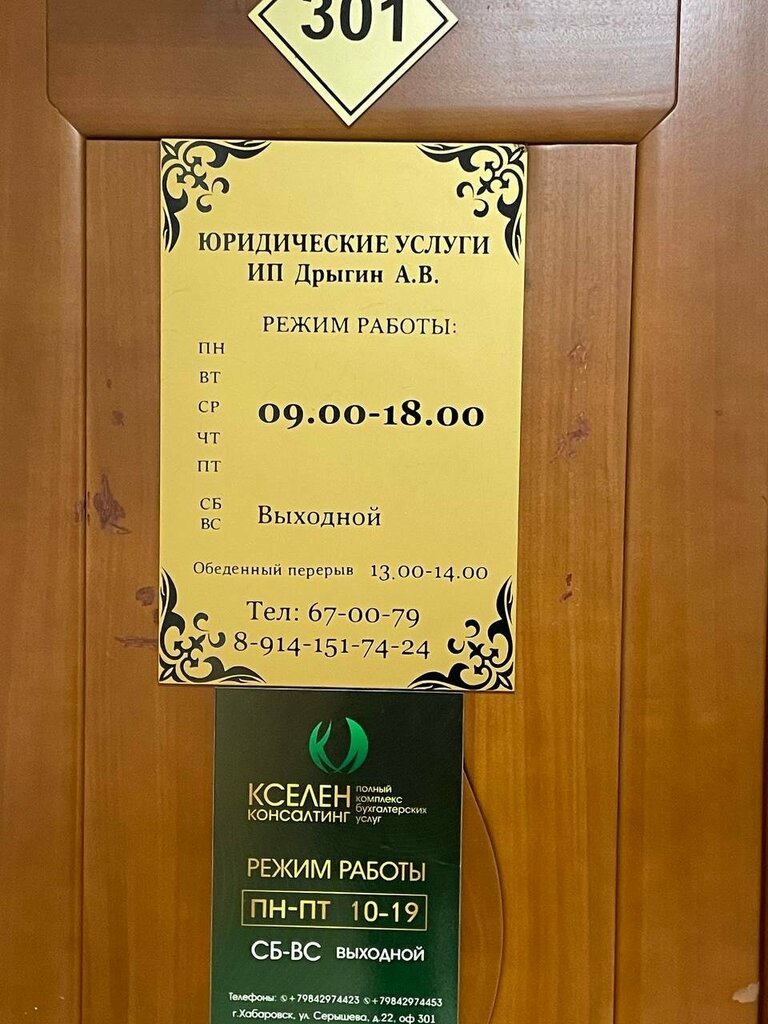 301
ЮРИДИЧЕСКИЕ УСЛУГИ
ИП Дрыгин А.В.
РЕЖИМ РАБОТЫ:
ПН
ВТ
СР
09.00-18.00
ЧТ
ПТ
СБ
ВС
Выходной
Обеденный перерыв 13.00-14.00
Тел: 67-00-79
8-914-151-74-24
КСЕЛЕН
КОНСАЛТИНГ
полный
комплекс
бухгалтерских
услуг
РЕЖИМ РАБОТЫ
ПН-ПТ 10-19
СБ-ВС ВЫХОДНОЙ
Телефоны: +79842974423 +79842974453
г.Хабаровск, ул. Серышева, д.22, оф 301